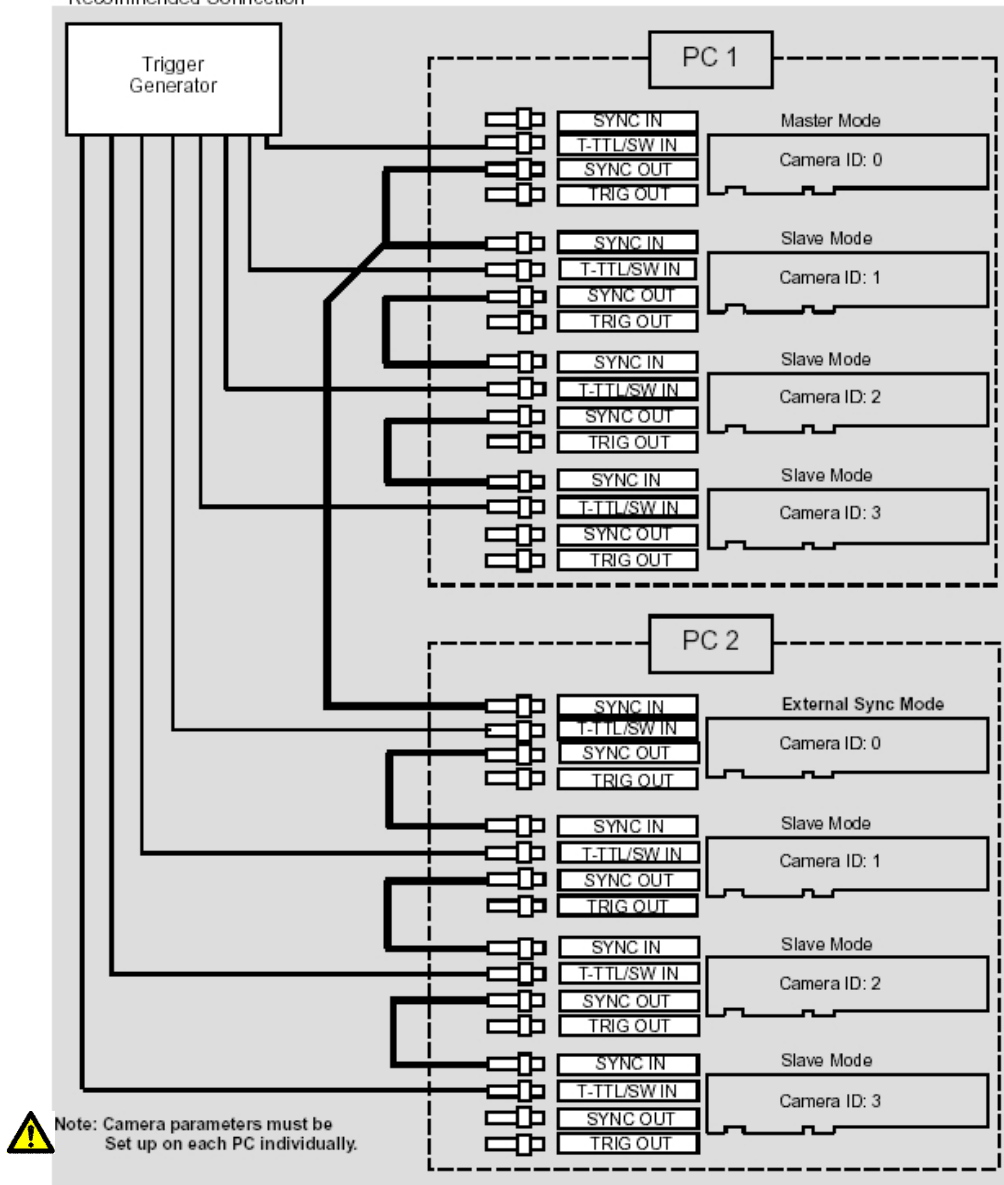 Recommended Connection
Trigger
Generator
PC 1
SYNC IN
T-TTL/SW IN
SYNC OUT
TRIG OUT
Master Mode
Camera ID: 0
SYNC IN
T-TTL/SW IN
SYNC OUT
TRIG OUT
Slave Mode
Camera ID: 1
SYNC IN
T-TTL/SW IN
SYNC OUT
TRIG OUT
Slave Mode
Camera ID: 2
SYNC IN
T-TTL/SW IN
SYNC OUT
TRIG OUT
Slave Mode
Camera ID: 3
PC 2
SYNC IN
T-TTL/SW IN
SYNC OUT
TRIG OUT
External Sync Mode
Camera ID: 0
SYNC IN
T-TTL/SW IN
SYNC OUT
TRIG OUT
Slave Mode
Camera ID: 1
SYNC IN
T-TTL/SW IN
SYNC OUT
TRIG OUT
Slave Mode
Camera ID: 2
SYNC IN
T-TTL/SW IN
SYNC OUT
TRIG OUT
Slave Mode
Camera ID: 3
Note: Camera parameters must be
Set up on each PC individually.